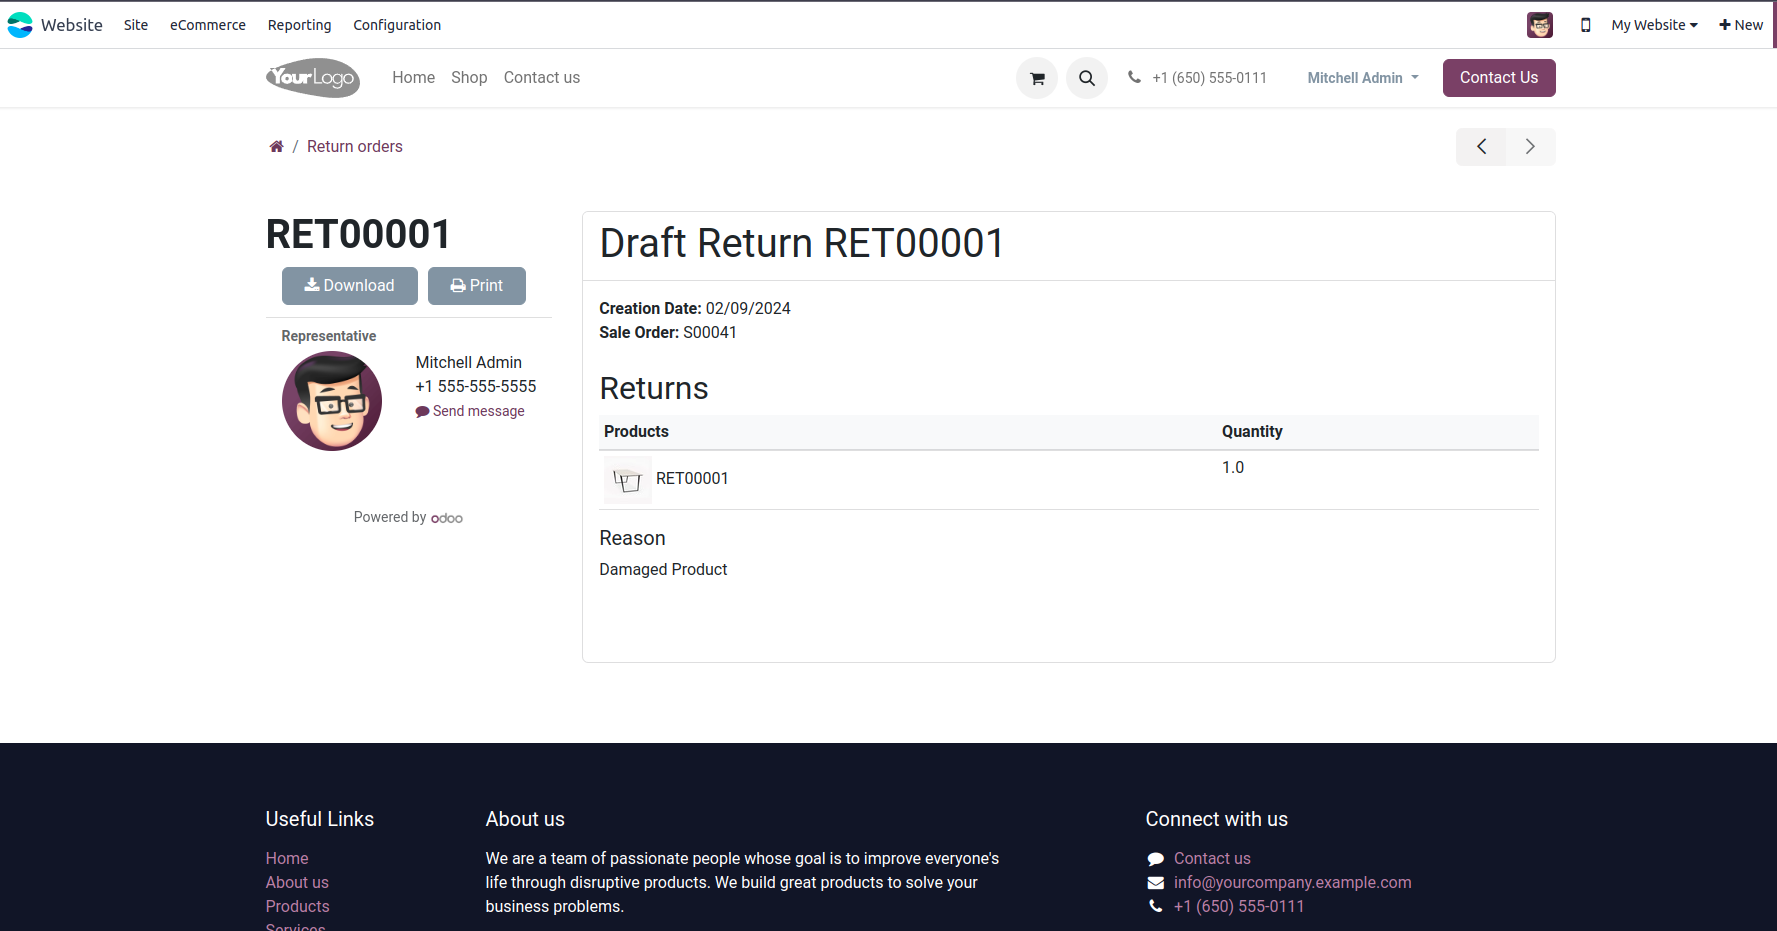 Website Site eCommerce Reporting Configuration My Website New
YourLogo Home Shop Contact us +1 (650) 555-0111 Mitchell Admin Contact Us
/ Return orders
RET00001
Download Print
Representative
Mitchell Admin
+1 555-555-5555
Send message
Powered by odoo
Draft Return RET00001
Creation Date: 02/09/2024
Sale Order: S00041
Returns
Products Quantity
RET00001 1.0
Reason
Damaged Product
Useful Links
Home
About us
Products
Services
About us
We are a team of passionate people whose goal is to improve everyone's
life through disruptive products. We build great products to solve your
business problems.
Connect with us
Contact us
info@yourcompany.example.com
+1 (650) 555-0111